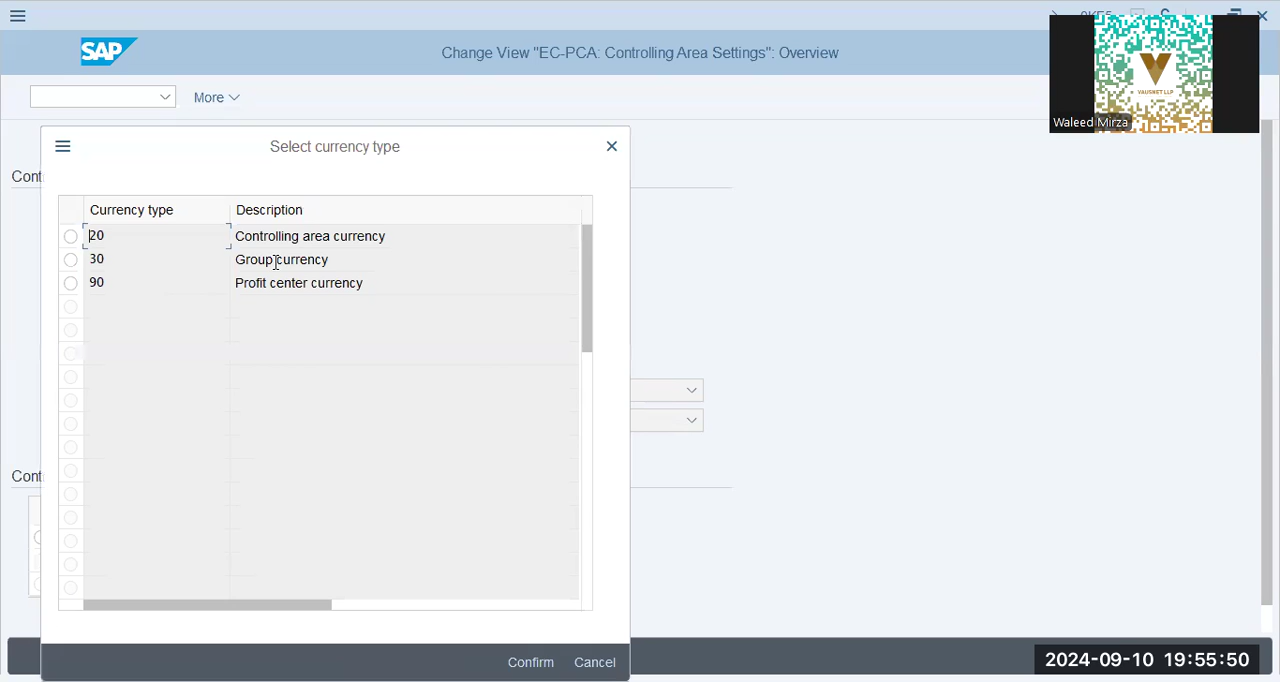 SAP
Change View "EC-PCA: Controlling Area Settings": Overview
More
VAUSHET LLP
Waleed Mirza
Cont
Select currency type
Currency type Description
20 Controlling area currency
30 Group currency
90 Profit center currency
Cont
Confirm Cancel
2024-09-10 19:55:50